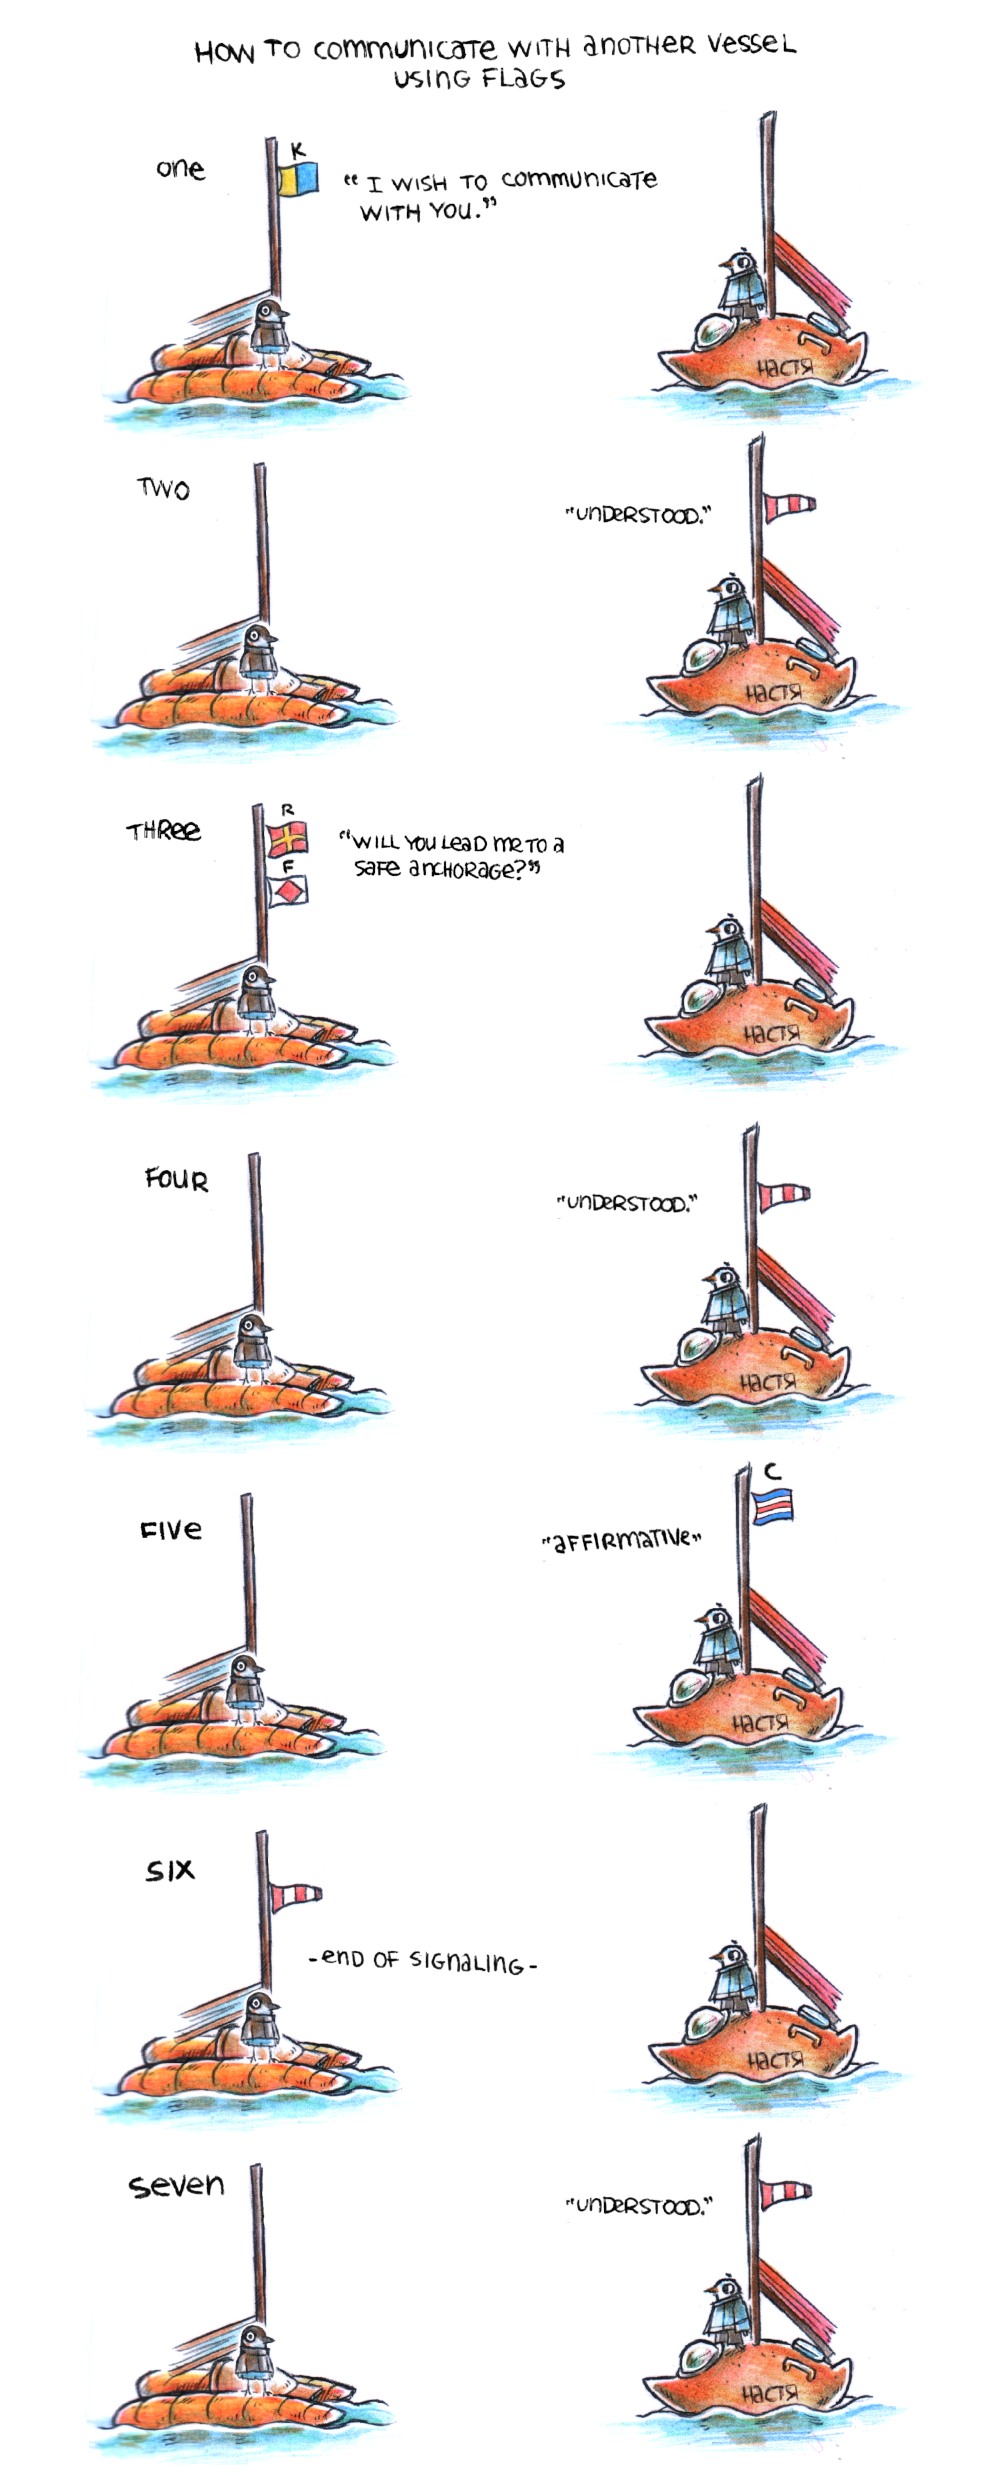 HOW TO COMMUNICATE WITH ANOTHER VESSEL
USING FLAGS
ONE
K
"I WISH TO COMMUNICATE
WITH YOU."
НАСТЯ
TWO
"UNDERSTOOD."
НАСТЯ
THREE
R
F
"WILL YOU LEAD ME TO A
SAFE ANCHORAGE?"
НАСТЯ
FOUR
"UNDERSTOOD."
НАСТЯ
FIVE
C
"AFFIRMATIVE"
НАСТЯ
SIX
-END OF SIGNALING-
НАСТЯ
SEVEN
"UNDERSTOOD."
НАСТЯ